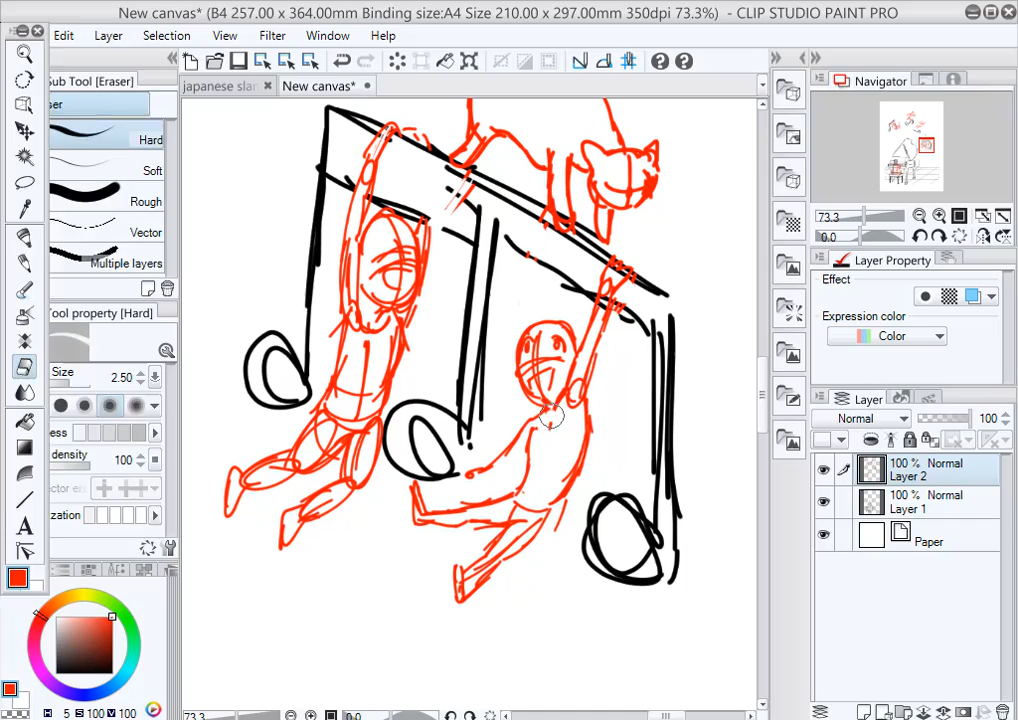 New canvas* (B4 257.00 x 364.00mm Binding size:A4 Size 210.00 x 297.00mm 350dpi 73.3%) - CLIP STUDIO PAINT PRO
Edit Layer Selection View Filter Window Help
Sub Tool [Eraser]
japanese slar
New canvas*
Navigator
Hard
Soft
Rough
Vector
Multiple layers
73.3
0.0
Layer Property
Effect
Expression color
Color
Tool property [Hard]
Size 2.50
density 100
Layer
Normal 100
100 % Normal
Layer 2
100 % Normal
Layer 1
Paper
A
H 5 S 100 V 100
73.3 0.0